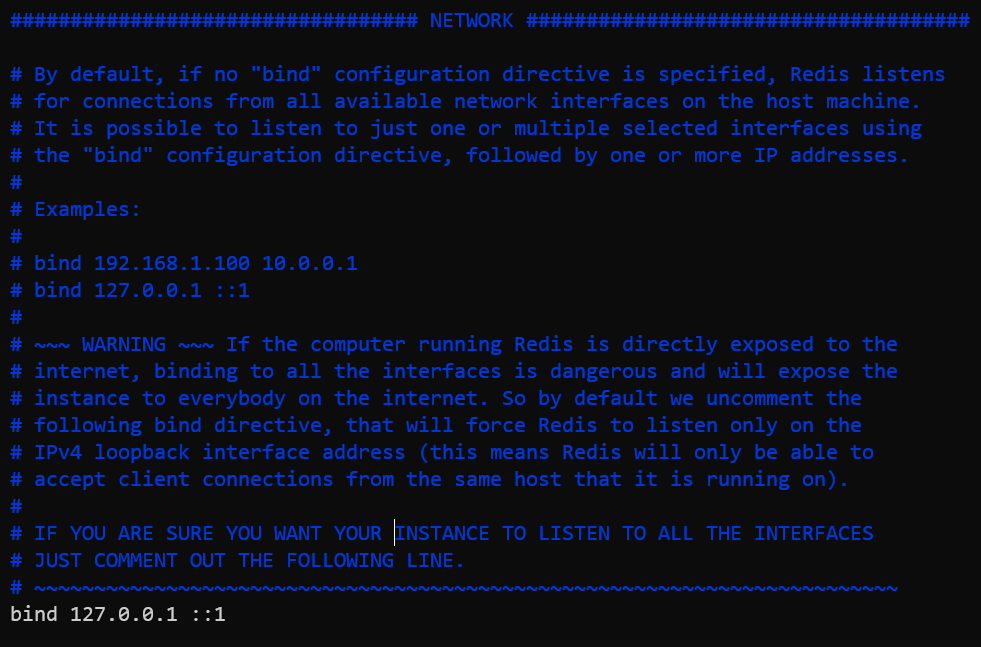 ################################## NETWORK #####################################
# By default, if no "bind" configuration directive is specified, Redis listens
# for connections from all available network interfaces on the host machine.
# It is possible to listen to just one or multiple selected interfaces using
# the "bind" configuration directive, followed by one or more IP addresses.
#
# Examples:
#
# bind 192.168.1.100 10.0.0.1
# bind 127.0.0.1 ::1
#
# ~~~ WARNING ~~~ If the computer running Redis is directly exposed to the
# internet, binding to all the interfaces is dangerous and will expose the
# instance to everybody on the internet. So by default we uncomment the
# following bind directive, that will force Redis to listen only on the
# IPv4 loopback interface address (this means Redis will only be able to
# accept client connections from the same host that it is running on).
#
# IF YOU ARE SURE YOU WANT YOUR INSTANCE TO LISTEN TO ALL THE INTERFACES
# JUST COMMENT OUT THE FOLLOWING LINE.
# ~~~~~~~~~~~~~~~~~~~~~~~~~~~~~~~~~~~~~~~~~~~~~~~~~~~~~~~~~~~~~~~~~~~~~~~~
bind 127.0.0.1 ::1